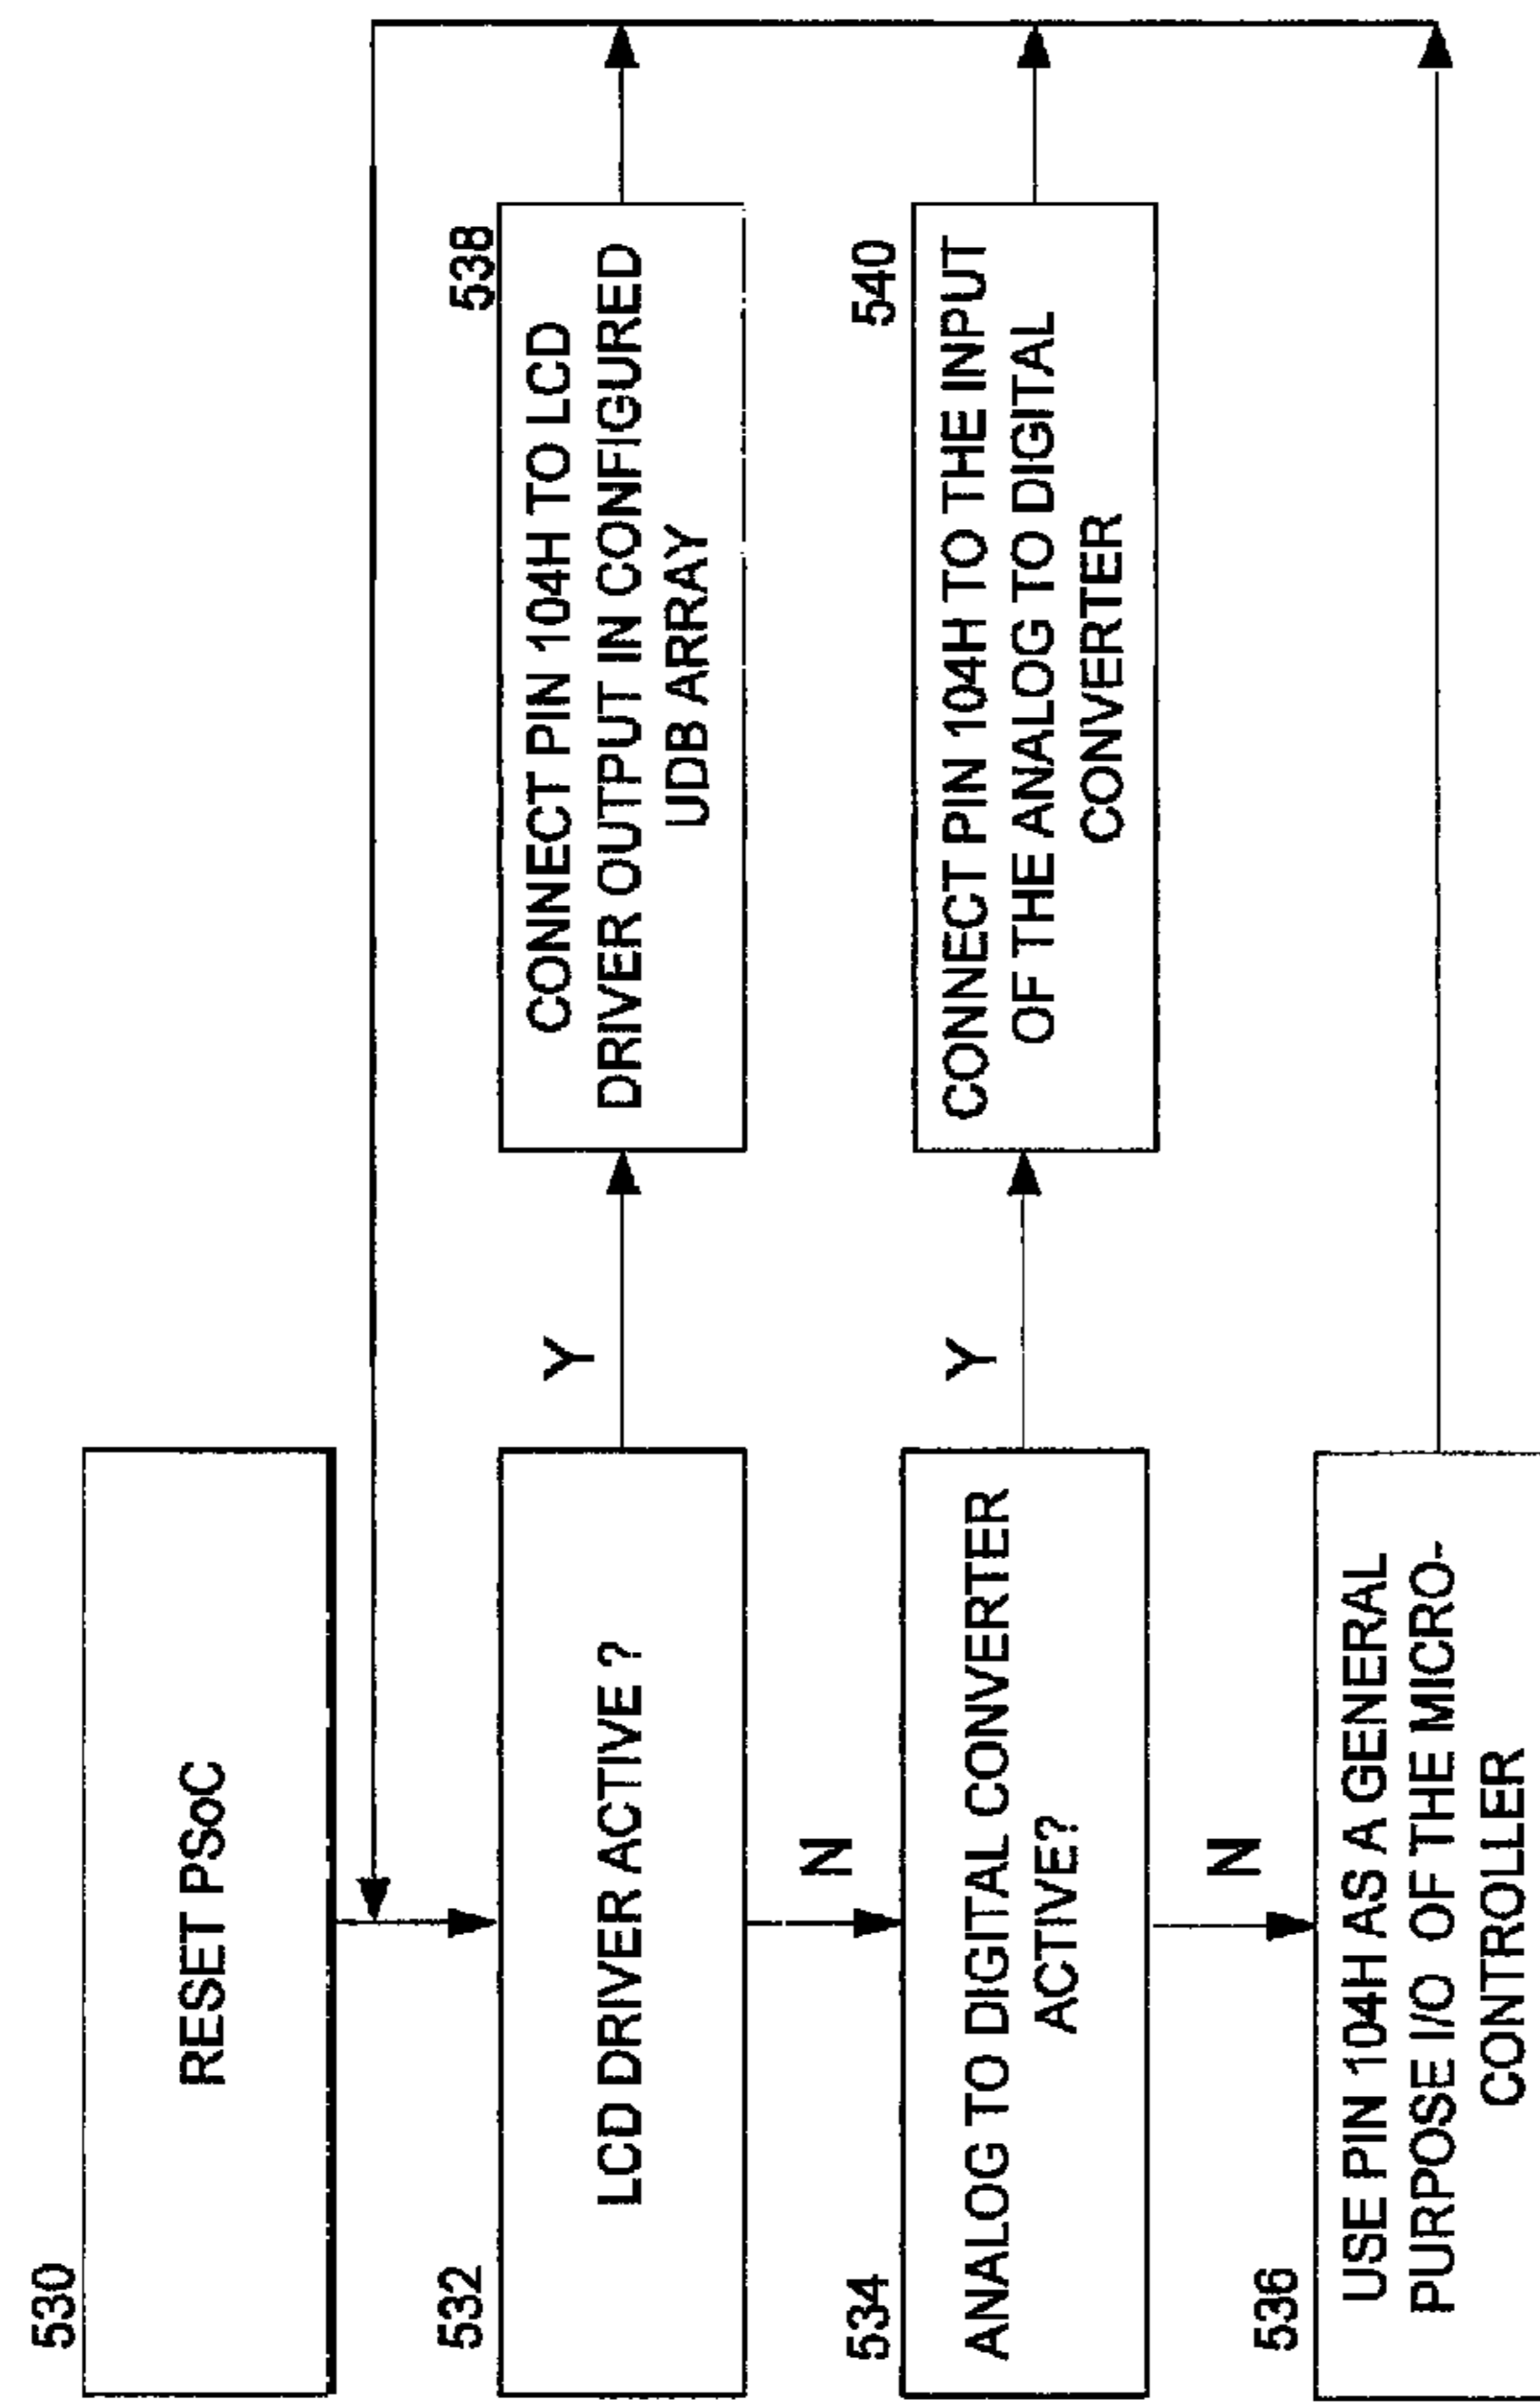 530
RESET PSoC
532
LCD DRIVER ACTIVE ?
Y
538
CONNECT PIN 104H TO LCD
DRIVER OUTPUT IN CONFIGURED
UDB ARRAY
N
534
ANALOG TO DIGITAL CONVERTER
ACTIVE?
Y
540
CONNECT PIN 104H TO THE INPUT
OF THE ANALOG TO DIGITAL
CONVERTER
N
536
USE PIN 104H AS A GENERAL
PURPOSE I/O OF THE MICRO-
CONTROLLER